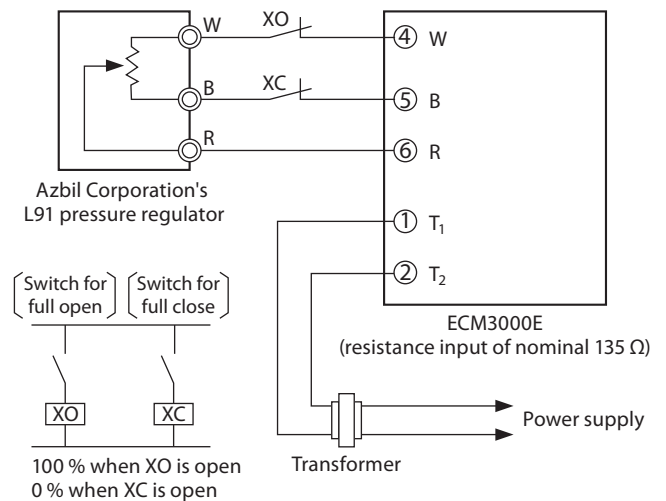 W XO ④ W
B XC ⑤ B
R ⑥ R
Azbil Corporation's
L91 pressure regulator
① T₁
② T₂
ECM3000E
(resistance input of nominal 135 Ω)
Switch for
full open
Switch for
full close
XO XC
100 % when XO is open
0 % when XC is open
Transformer
Power supply